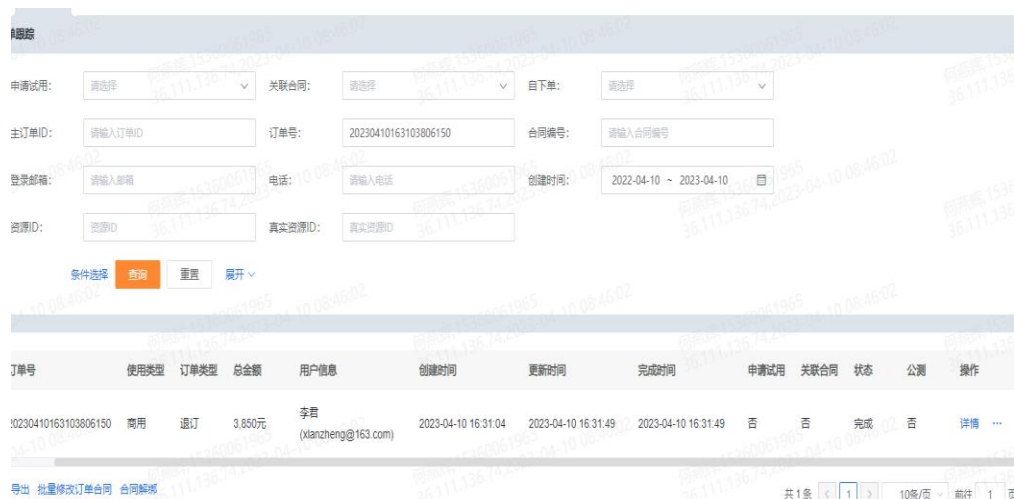 单跟踪
申请试用： 请选择 关联合同： 请选择 自下单： 请选择
主订单ID： 请输入订单ID 订单号： 20230410163103806150 合同编号： 请输入合同编号
登录邮箱： 请输入邮箱 电话： 请输入电话 创建时间： 2022-04-10 ~ 2023-04-10
资源ID： 资源ID 真实资源ID： 真实资源ID
条件选择 查询 重置 展开
订单号 使用类型 订单类型 总金额 用户信息 创建时间 更新时间 完成时间 申请试用 关联合同 状态 公测 操作
20230410163103806150 商用 退订 3,850元 李君 2023-04-10 16:31:04 2023-04-10 16:31:49 2023-04-10 16:31:49 否 否 完成 否 详情 ...
(xlanzheng@163.com)
导出 批量修改订单合同 合同解绑
共1条 < 1 > 10条/页 前往 1 页